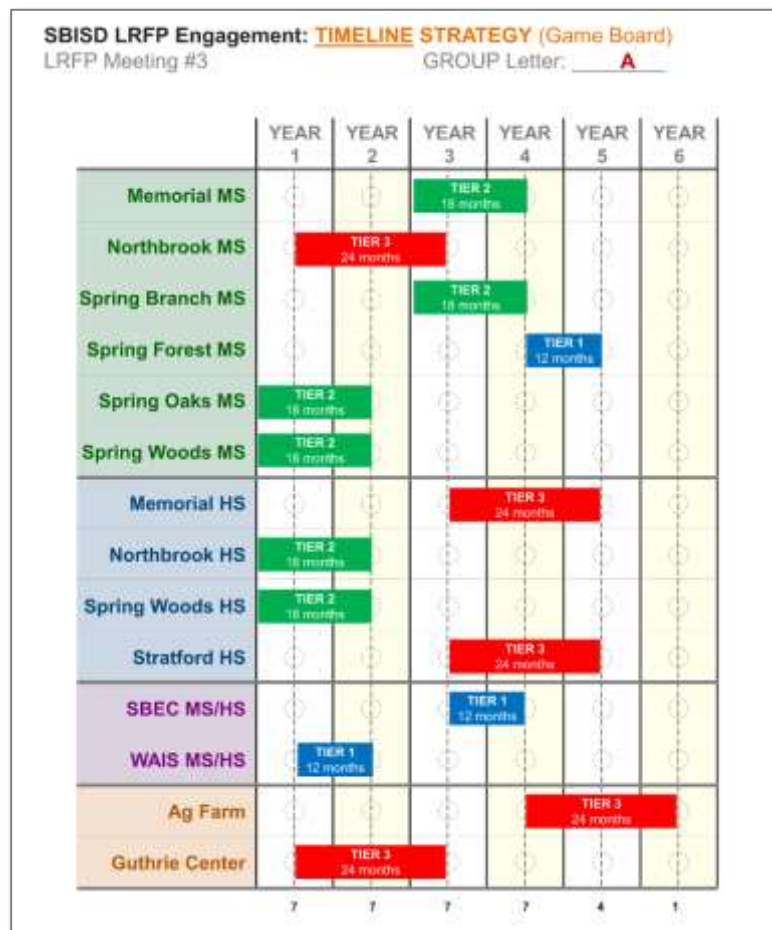 SBISD LRFP Engagement: TIMELINE STRATEGY (Game Board)
LRFP Meeting #3 GROUP Letter: A
YEAR YEAR YEAR YEAR YEAR YEAR
1 2 3 4 5 6
Memorial MS TIER 2
18 months
Northbrook MS TIER 3
24 months
Spring Branch MS TIER 2
18 months
Spring Forest MS TIER 1
12 months
Spring Oaks MS TIER 2
18 months
Spring Woods MS TIER 2
18 months
Memorial HS TIER 3
24 months
Northbrook HS TIER 2
18 months
Spring Woods HS TIER 2
18 months
Stratford HS TIER 3
24 months
SBEC MS/HS TIER 1
12 months
WAIS MS/HS TIER 1
12 months
Ag Farm TIER 3
24 months
Guthrie Center TIER 3
24 months
7 7 7 7 4 1